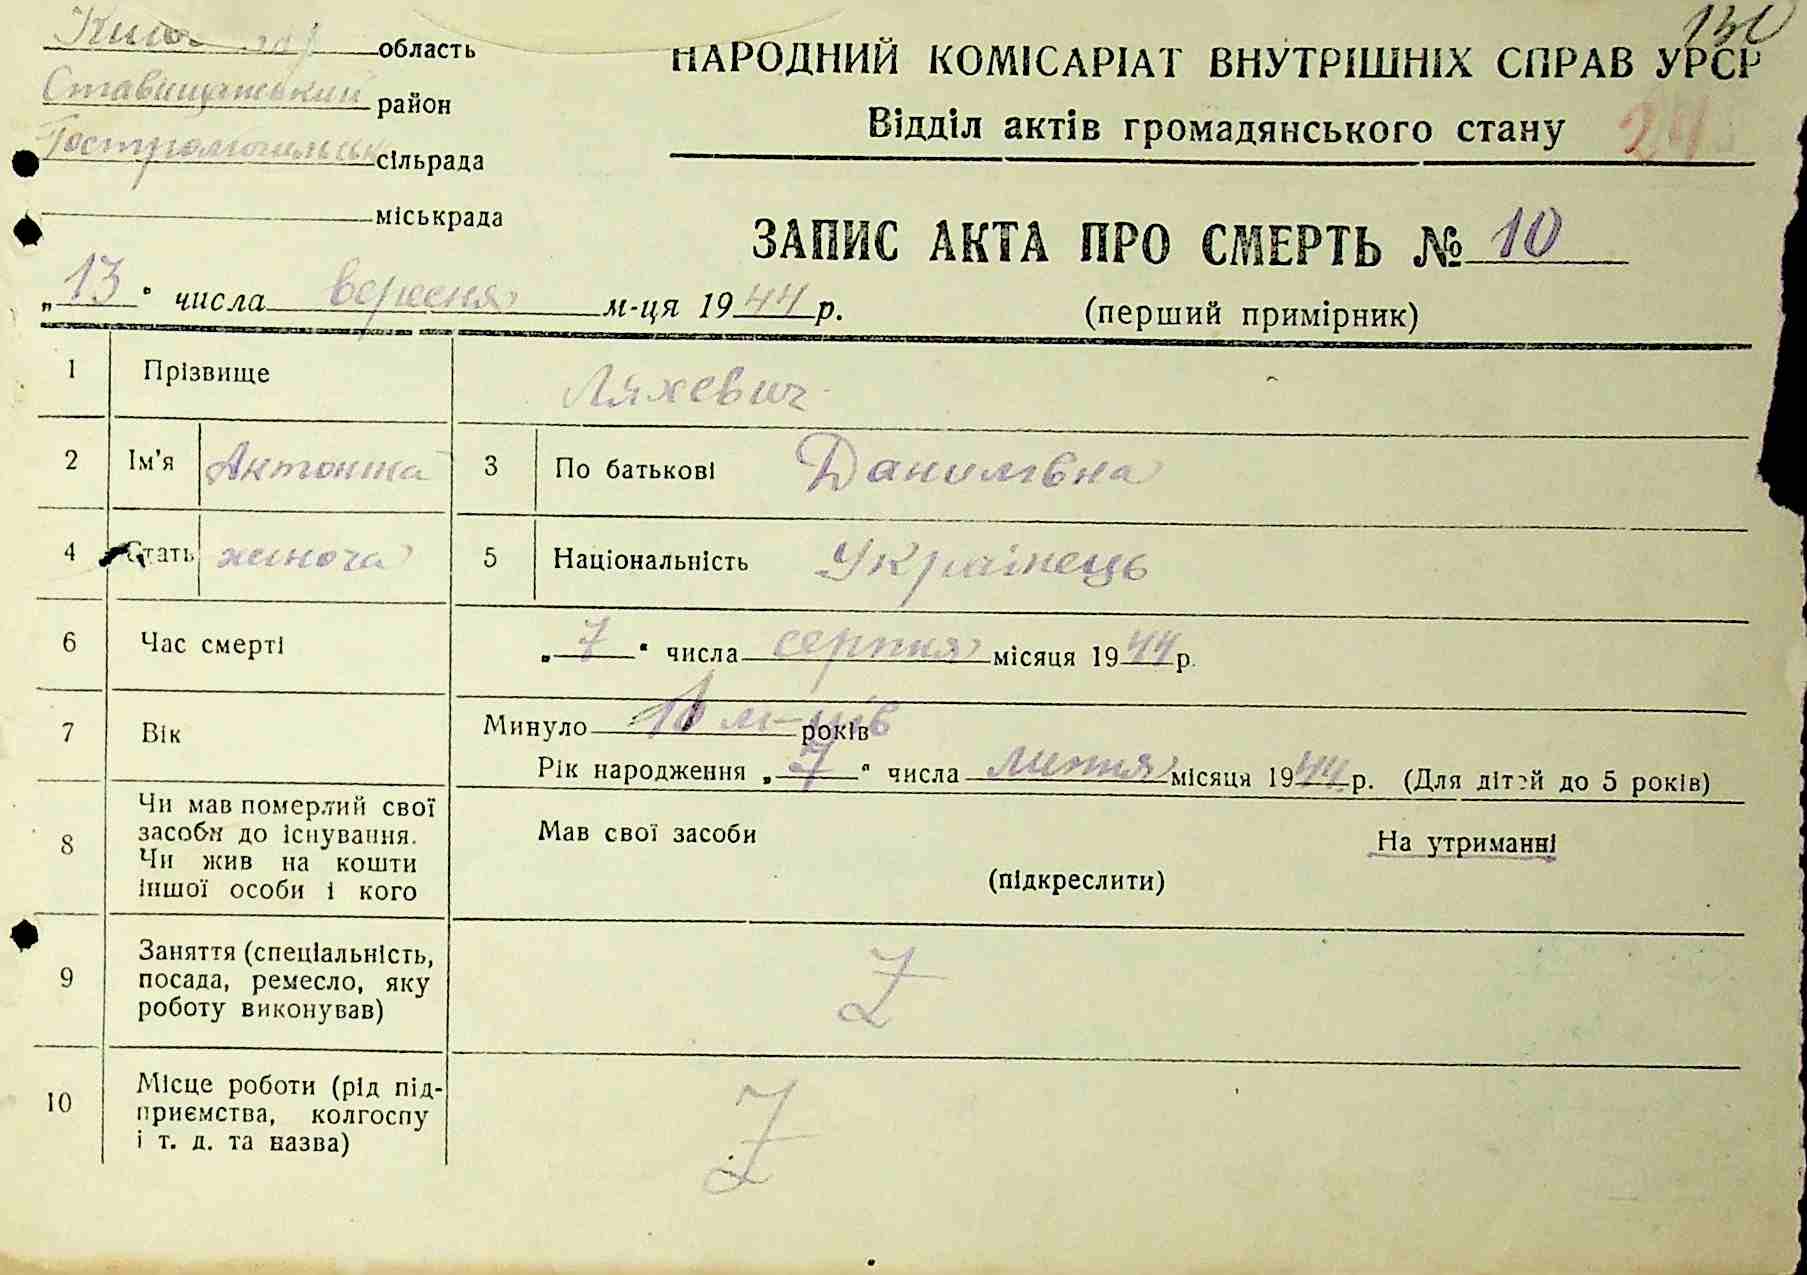 130
Київська область
НАРОДНИЙ КОМІСАРІАТ ВНУТРІШНІХ СПРАВ УРСР
Ставищанський район
Відділ актів громадянського стану
24
Гостромогильськ сільрада
міськрада
ЗАПИС АКТА ПРО СМЕРТЬ № 10
„13" числа вересня м-ця 1944 р.
(перший примірник)
1 Прізвище Ляхевич
2 Ім'я Антоніна 3 По батькові Данилівна
4 Стать жіноча 5 Національність Українець
6 Час смерті „7" числа серпня місяця 1944 р.
7 Вік Минуло м-ців років
Рік народження „7" числа липня місяця 1944 р. (Для дітей до 5 років)
8 Чи мав померлий свої засоби до існування. Чи жив на кошти іншої особи і кого
Мав свої засоби На утриманні
(підкреслити)
9 Заняття (спеціальність, посада, ремесло, яку роботу виконував)
10 Місце роботи (рід підприємства, колгоспу і т. д. та назва)